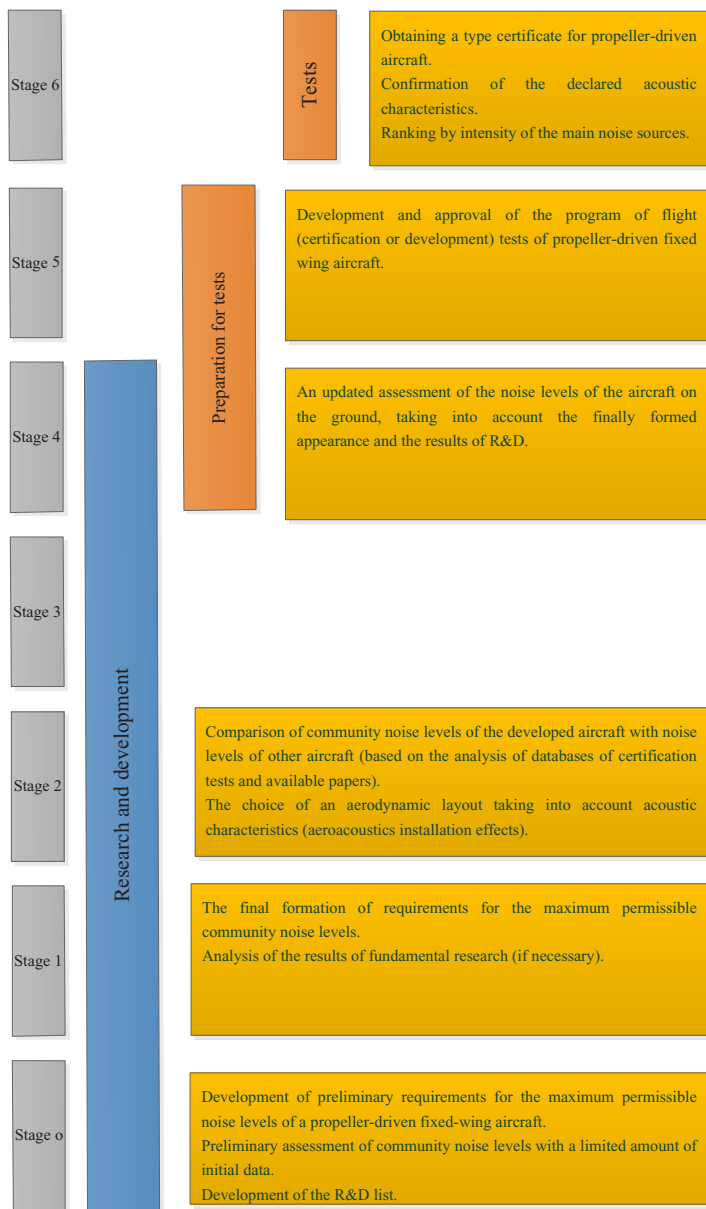 Stage 6
Tests
Obtaining a type certificate for propeller-driven
aircraft.
Confirmation of the declared acoustic
characteristics.
Ranking by intensity of the main noise sources.
Stage 5
Preparation for tests
Development and approval of the program of flight
(certification or development) tests of propeller-driven fixed
wing aircraft.
Stage 4
An updated assessment of the noise levels of the aircraft on
the ground, taking into account the finally formed
appearance and the results of R&D.
Stage 3
Research and development
Stage 2
Comparison of community noise levels of the developed aircraft with noise
levels of other aircraft (based on the analysis of databases of certification
tests and available papers).
The choice of an aerodynamic layout taking into account acoustic
characteristics (aeroacoustics installation effects).
Stage 1
The final formation of requirements for the maximum permissible
community noise levels.
Analysis of the results of fundamental research (if necessary).
Stage o
Development of preliminary requirements for the maximum permissible
noise levels of a propeller-driven fixed-wing aircraft.
Preliminary assessment of community noise levels with a limited amount of
initial data.
Development of the R&D list.